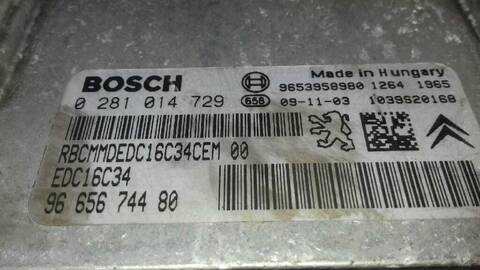 BOSCH
Made in Hungary
9653958980 1264 1965
0 281 014 729 658 09-11-03 1039S20168
RBCMMDEDC16C34CEM 00
EDC16C34
96 656 744 80